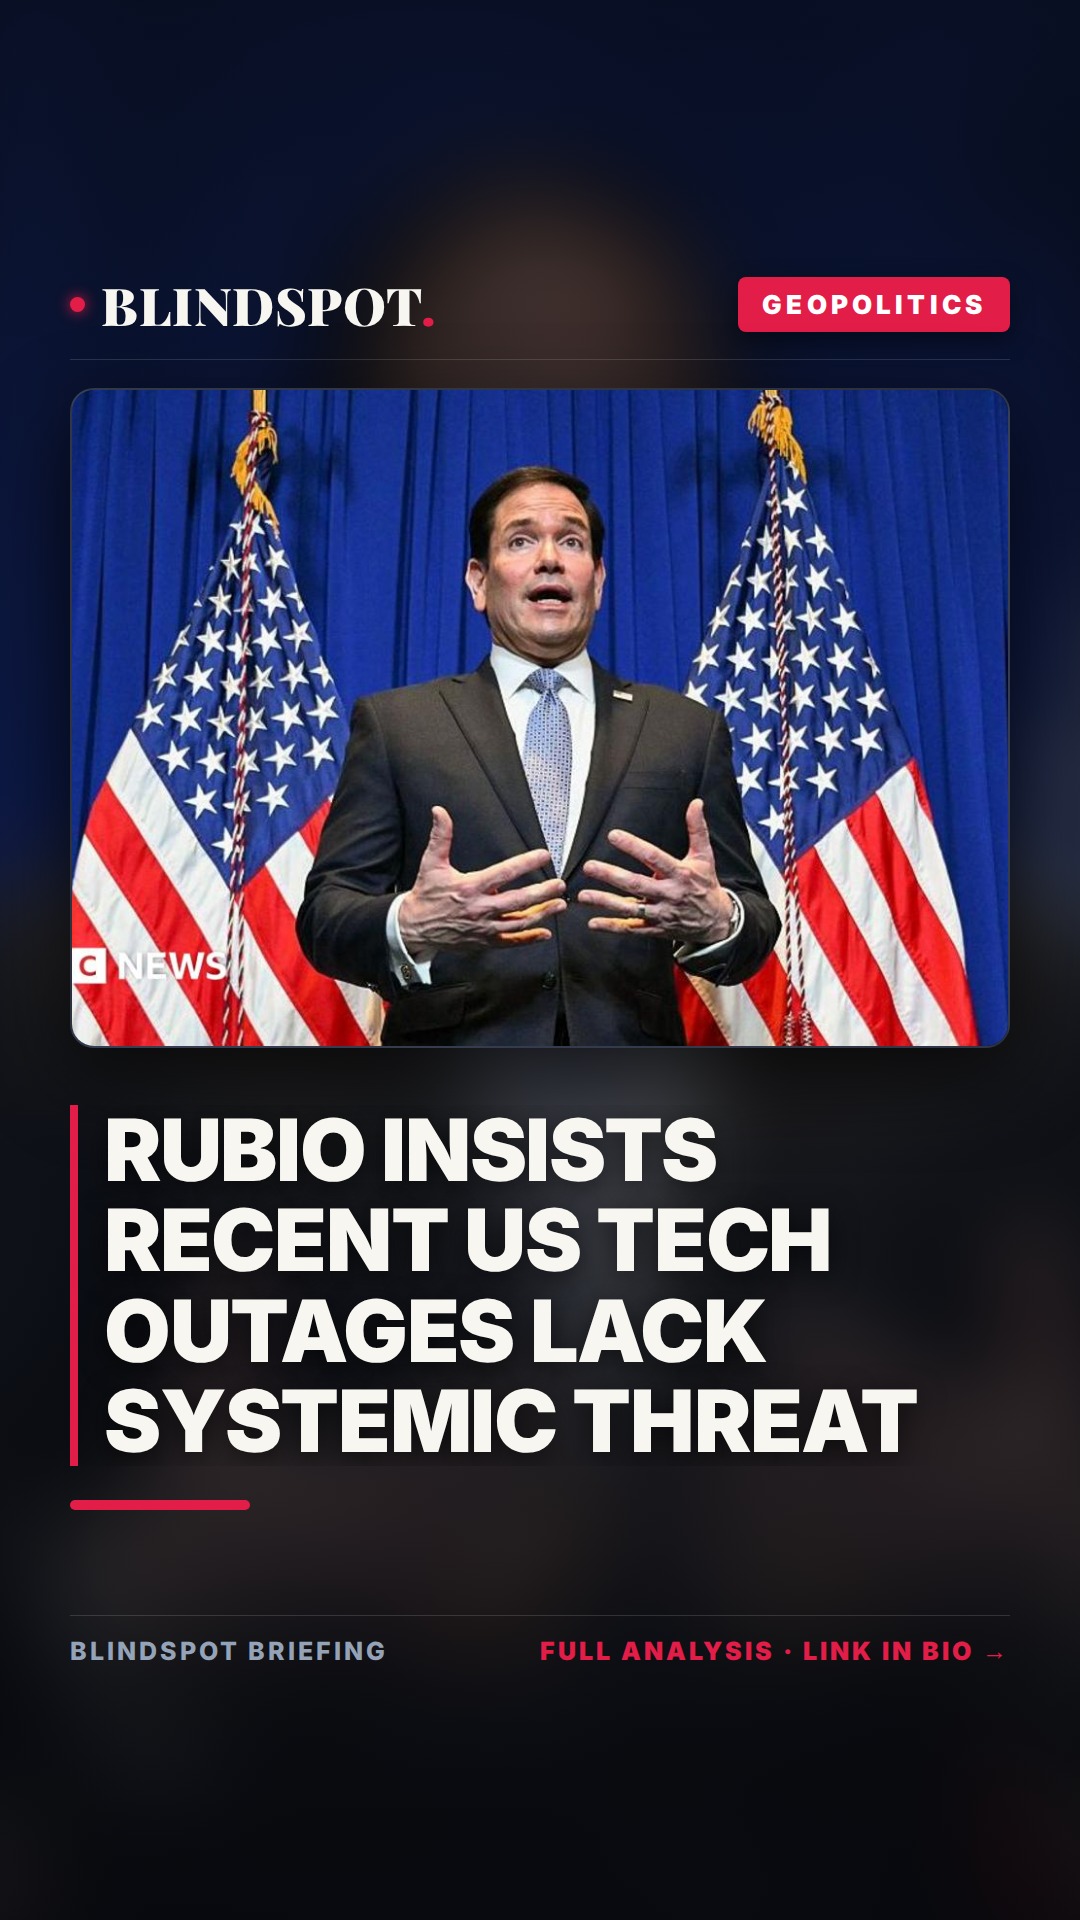 BLINDSPOT.
GEOPOLITICS
C NEWS
RUBIO INSISTS
RECENT US TECH
OUTAGES LACK
SYSTEMIC THREAT
BLINDSPOT BRIEFING
FULL ANALYSIS · LINK IN BIO →